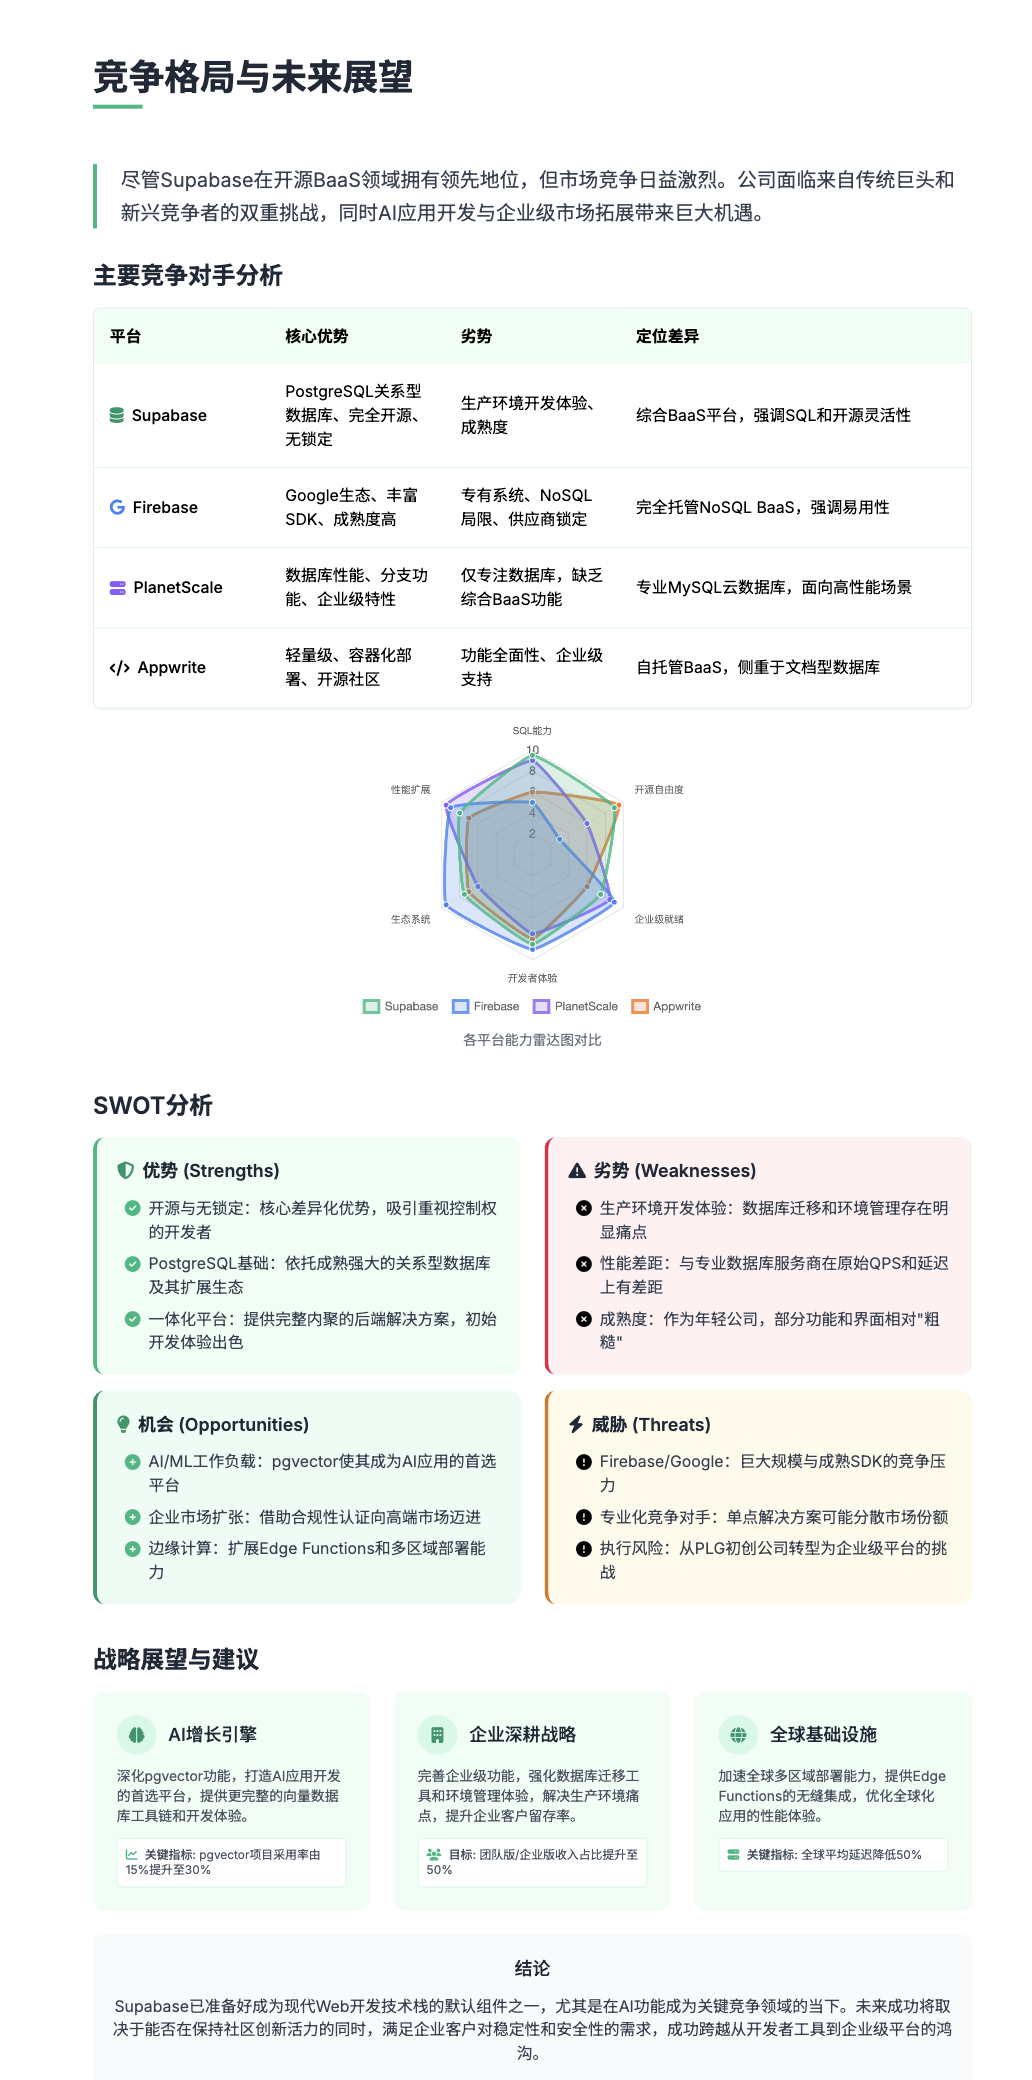 竞争格局与未来展望
尽管Supabase在开源BaaS领域拥有领先地位，但市场竞争日益激烈。公司面临来自传统巨头和
新兴竞争者的双重挑战，同时AI应用开发与企业级市场拓展带来巨大机遇。
主要竞争对手分析
平台 核心优势 劣势 定位差异
PostgreSQL关系型
数据库、完全开源、
无锁定
生产环境开发体验、
成熟度
Supabase
综合BaaS平台，强调SQL和开源灵活性
Firebase
Google生态、丰富
SDK、成熟度高
专有系统、NoSQL
局限、供应商锁定
完全托管NoSQL BaaS，强调易用性
PlanetScale
数据库性能、分支功
能、企业级特性
仅专注数据库，缺乏
综合BaaS功能
专业MySQL云数据库，面向高性能场景
Appwrite
轻量级、容器化部
署、开源社区
功能全面性、企业级
支持
自托管BaaS，侧重于文档型数据库
SQL能力
10
8
6
4
2
性能扩展
开源自由度
生态系统
企业级就绪
开发者体验
Supabase Firebase PlanetScale Appwrite
各平台能力雷达图对比
SWOT分析
优势 (Strengths)
开源与无锁定：核心差异化优势，吸引重视控制权
的开发者
PostgreSQL基础：依托成熟强大的关系型数据库
及其扩展生态
一体化平台：提供完整内聚的后端解决方案，初始
开发体验出色
劣势 (Weaknesses)
生产环境开发体验：数据库迁移和环境管理存在明
显痛点
性能差距：与专业数据库服务商在原始QPS和延迟
上有差距
成熟度：作为年轻公司，部分功能和界面相对"粗
糙"
机会 (Opportunities)
AI/ML工作负载：pgvector使其成为AI应用的首选
平台
企业市场扩张：借助合规性认证向高端市场迈进
边缘计算：扩展Edge Functions和多区域部署能
力
威胁 (Threats)
Firebase/Google：巨大规模与成熟SDK的竞争压
力
专业化竞争对手：单点解决方案可能分散市场份额
执行风险：从PLG初创公司转型为企业级平台的挑
战
战略展望与建议
AI增长引擎
深化pgvector功能，打造AI应用开发
的首选平台，提供更完整的向量数据
库工具链和开发体验。
关键指标: pgvector项目采用率由
15%提升至30%
企业深耕战略
完善企业级功能，强化数据库迁移工
具和环境管理体验，解决生产环境痛
点，提升企业客户留存率。
目标: 团队版/企业版收入占比提升至
50%
全球基础设施
加速全球多区域部署能力，提供Edge
Functions的无缝集成，优化全球化
应用的性能体验。
关键指标: 全球平均延迟降低50%
结论
Supabase已准备好成为现代Web开发技术栈的默认组件之一，尤其是在AI功能成为关键竞争领域的当下。未来成功将取
决于能否在保持社区创新活力的同时，满足企业客户对稳定性和安全性的需求，成功跨越从开发者工具到企业级平台的鸿
沟。